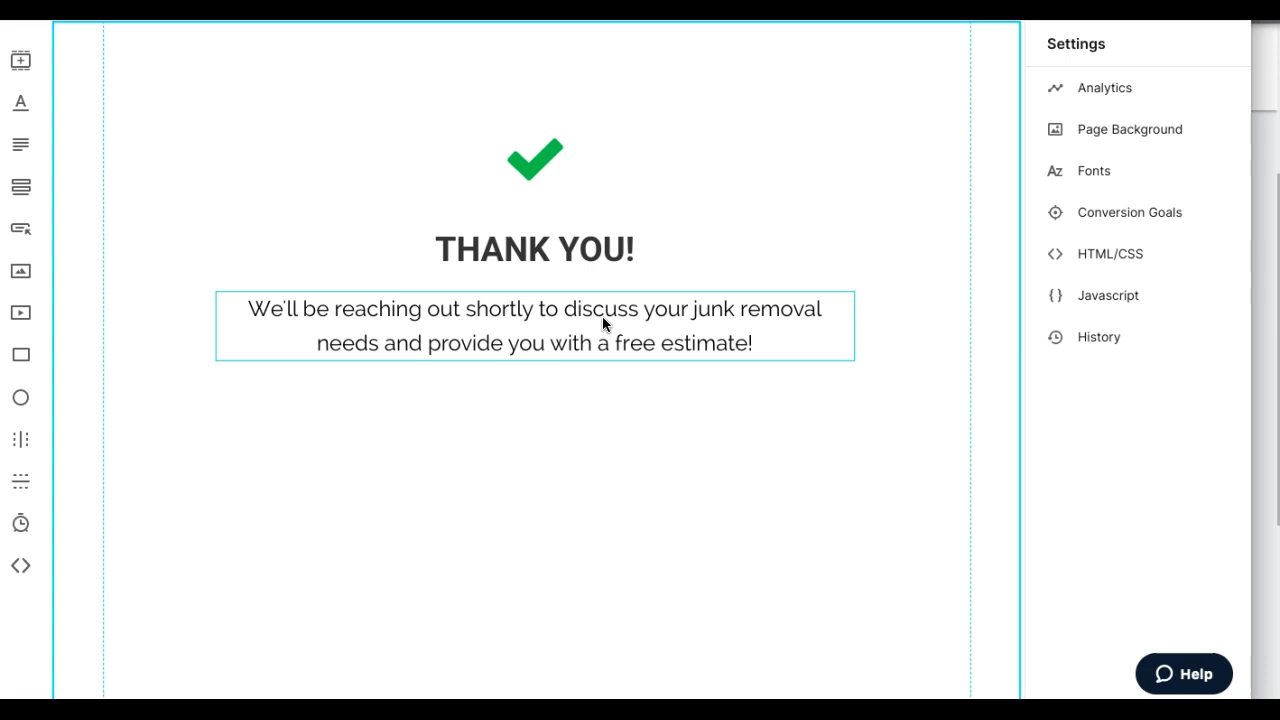 Settings
Analytics
Page Background
Fonts
Conversion Goals
HTML/CSS
Javascript
History
THANK YOU!
We'll be reaching out shortly to discuss your junk removal
needs and provide you with a free estimate!
Help